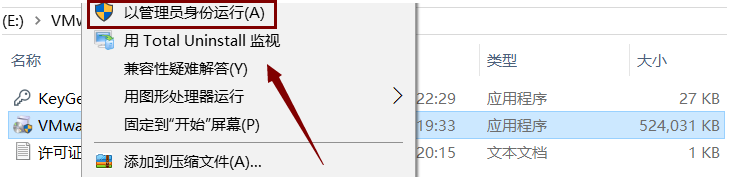 (E:) › VMw
以管理员身份运行(A)
名称
用 Total Uninstall 监视
类型
大小
兼容性疑难解答(Y)
KeyGe
用图形处理器运行
22:29
应用程序
27 KB
VMwa
固定到“开始”屏幕(P)
19:33
应用程序
524,031 KB
许可证
20:15
文本文档
1 KB
添加到压缩文件(A)...